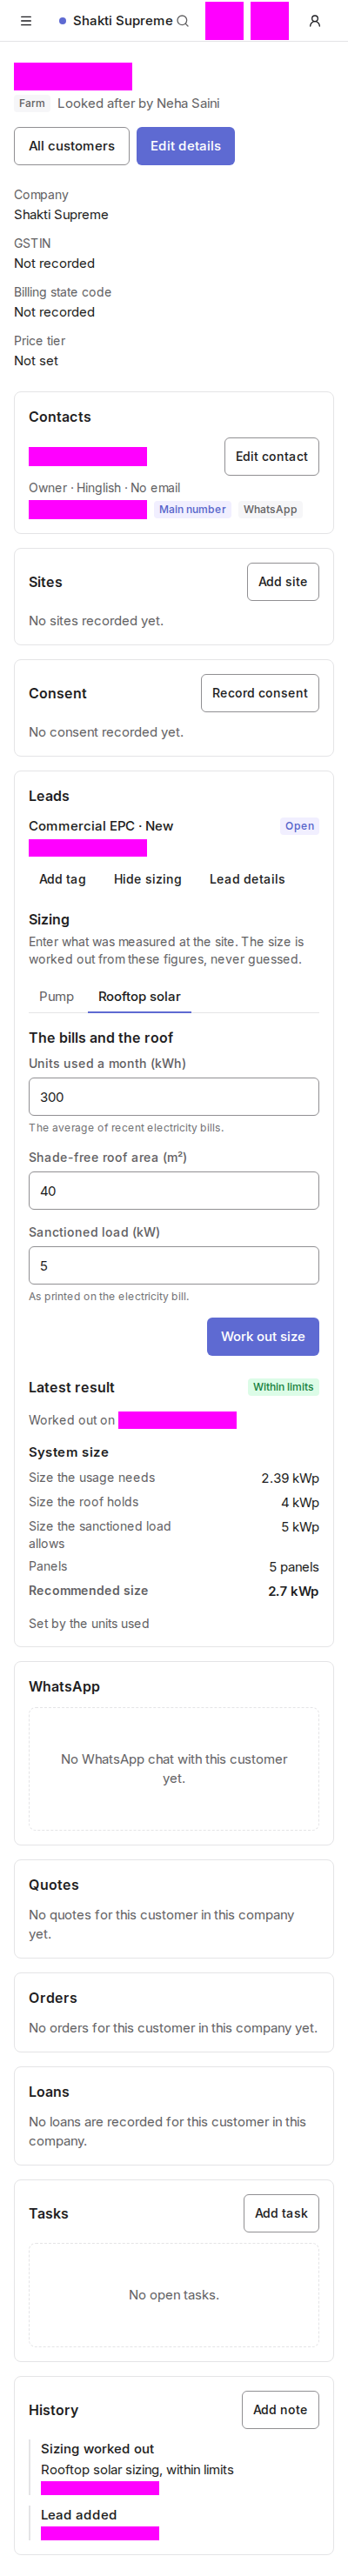 Shakti Supreme
Farm Looked after by Neha Saini
All customers Edit details
Company
Shakti Supreme
GSTIN
Not recorded
Billing state code
Not recorded
Price tier
Not set
Contacts
Edit contact
Owner · Hinglish · No email
Main number WhatsApp
Sites Add site
No sites recorded yet.
Consent Record consent
No consent recorded yet.
Leads
Commercial EPC · New Open
Add tag Hide sizing Lead details
Sizing
Enter what was measured at the site. The size is
worked out from these figures, never guessed.
Pump Rooftop solar
The bills and the roof
Units used a month (kWh)
300
The average of recent electricity bills.
Shade-free roof area (m²)
40
Sanctioned load (kW)
5
As printed on the electricity bill.
Work out size
Latest result Within limits
Worked out on
System size
Size the usage needs 2.39 kWp
Size the roof holds 4 kWp
Size the sanctioned load 5 kWp
allows
Panels 5 panels
Recommended size 2.7 kWp
Set by the units used
WhatsApp
No WhatsApp chat with this customer
yet.
Quotes
No quotes for this customer in this company
yet.
Orders
No orders for this customer in this company yet.
Loans
No loans are recorded for this customer in this
company.
Tasks Add task
No open tasks.
History Add note
Sizing worked out
Rooftop solar sizing, within limits
Lead added